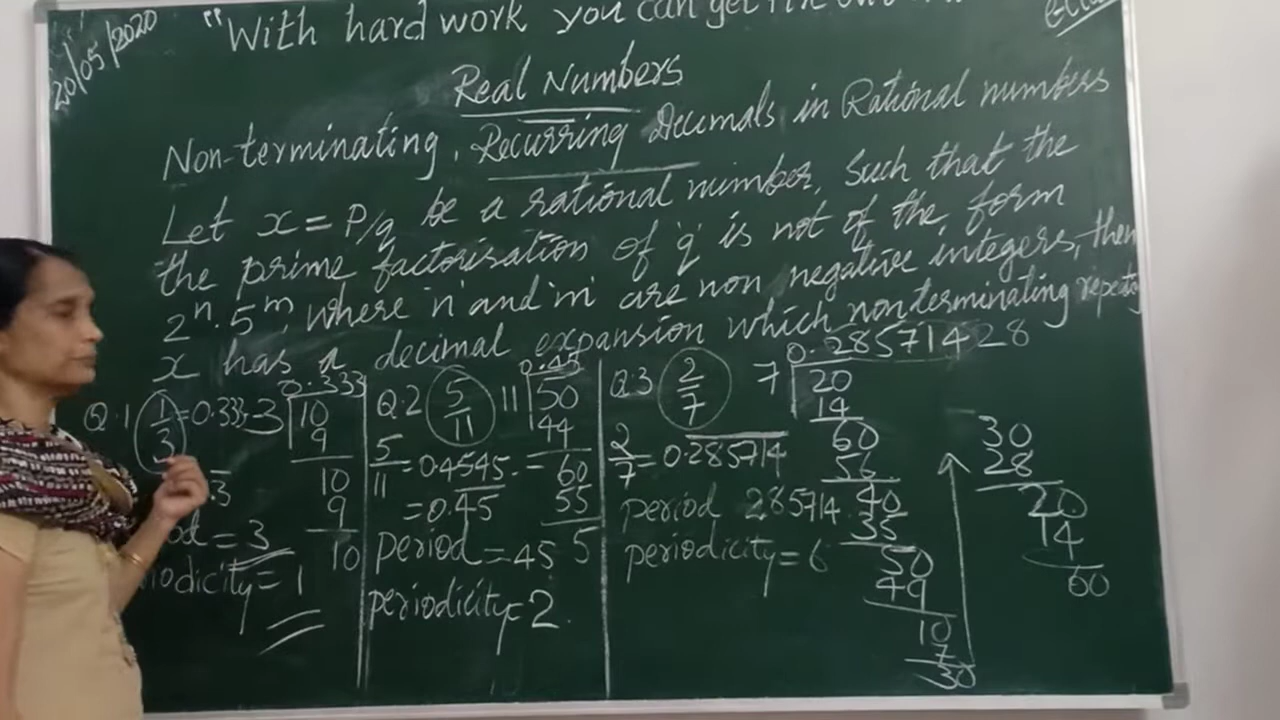 20/05/2020
"With hard work you can get
Real Numbers
Non-terminating, Recurring Decimals in Rational numbers
Let x = P/q be a rational number, such that the
the prime factorisation of 'q' is not of the form
2ⁿ.5ᵐ, where 'n' and 'm' are non negative integers, then
x has a decimal expansion which nonterminating
Q.1 1/3 = 0.33
0.333
3 10
9
10
9
10
.3
= 3
= 1
Q.2 5/11
0.45
11 50
44
60
55
5
5/11 = 0.4545
= 0.45
period = 45
periodicity = 2.
Q.3 2/7
0.28571428
7 20
14
60
56
40
35
50
49
10
7
30
30
28
20
14
60
2/7 = 0.285714
period 285714
periodicity = 6